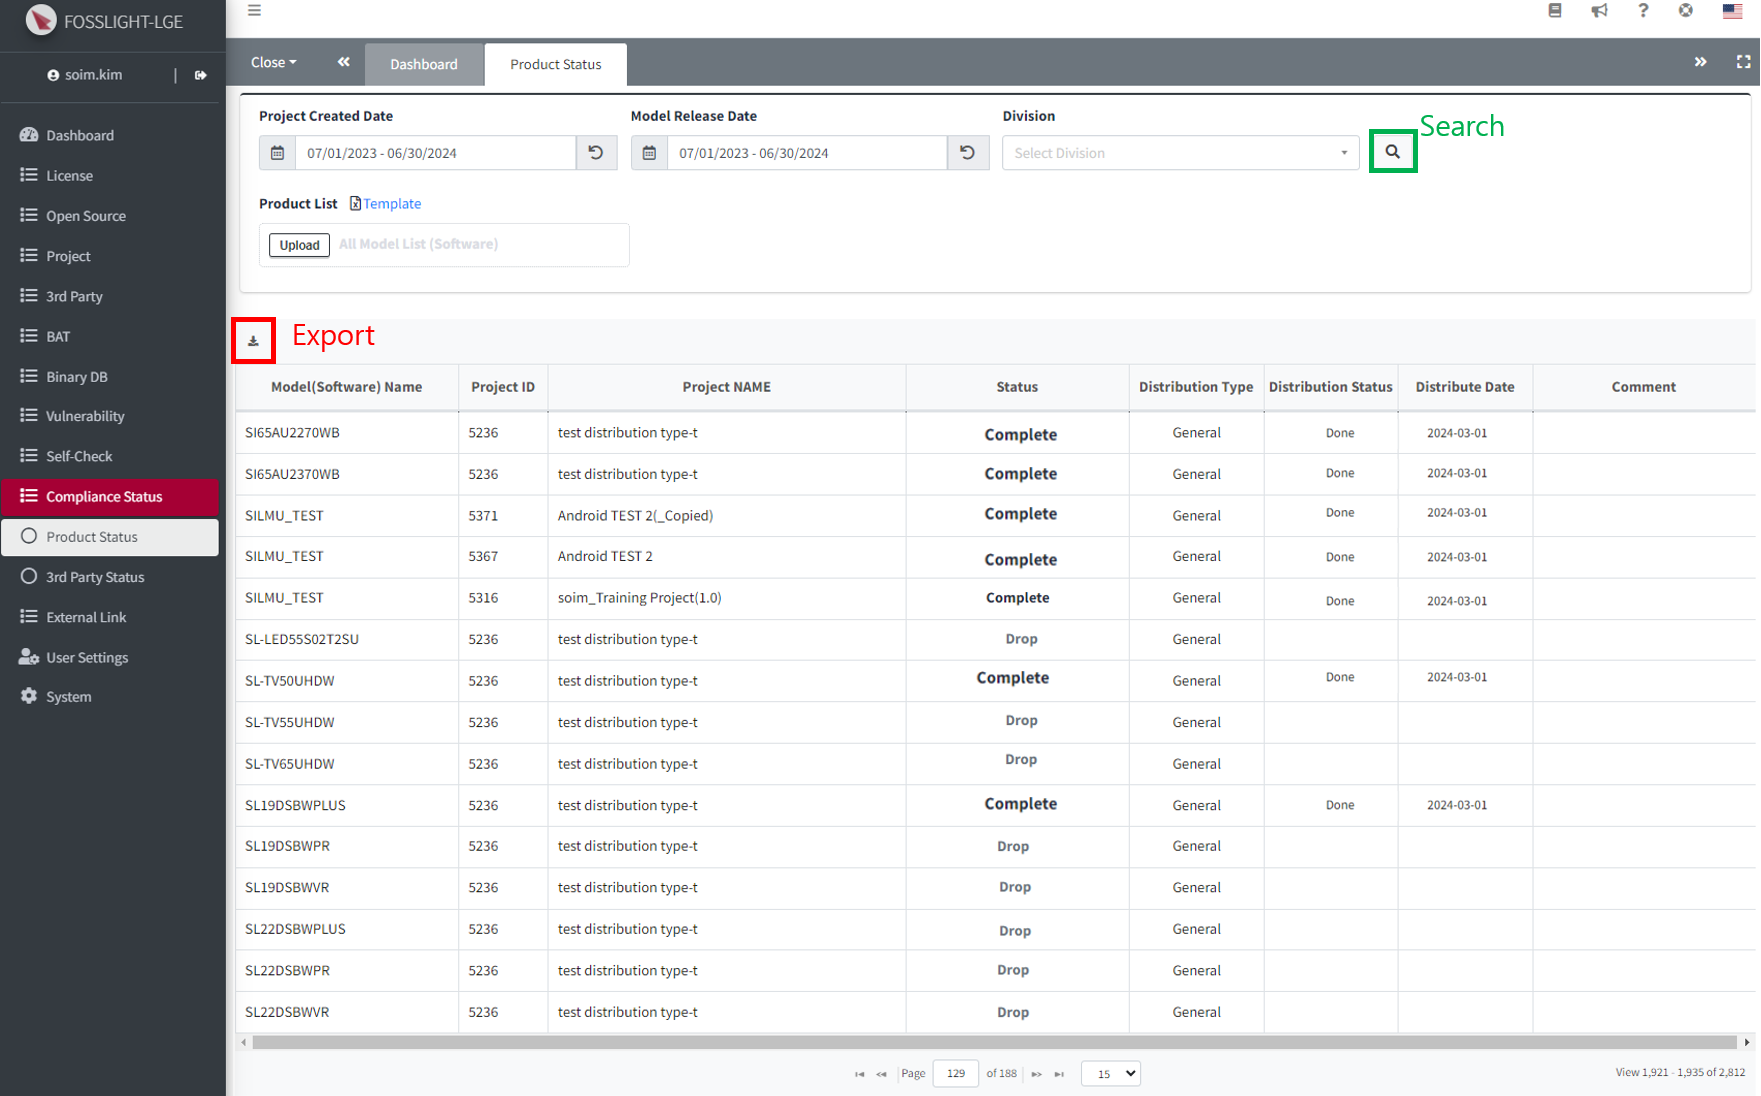 FOSSLIGHT-LGE
soim.kim
Dashboard
License
Open Source
Project
3rd Party
BAT
Binary DB
Vulnerability
Self-Check
Compliance Status
Product Status
3rd Party Status
External Link
User Settings
System
Close
Dashboard
Product Status
Project Created Date
Model Release Date
Division
07/01/2023 - 06/30/2024
07/01/2023 - 06/30/2024
Select Division
Search
Product List Template
Upload All Model List (Software)
Export
Model(Software) Name Project ID Project NAME Status Distribution Type Distribution Status Distribute Date Comment
SI65AU2270WB 5236 test distribution type-t Complete General Done 2024-03-01
SI65AU2370WB 5236 test distribution type-t Complete General Done 2024-03-01
SILMU_TEST 5371 Android TEST 2(_Copied) Complete General Done 2024-03-01
SILMU_TEST 5367 Android TEST 2 Complete General Done 2024-03-01
SILMU_TEST 5316 soim_Training Project(1.0) Complete General Done 2024-03-01
SL-LED55S02T2SU 5236 test distribution type-t Drop General
SL-TV50UHDW 5236 test distribution type-t Complete General Done 2024-03-01
SL-TV55UHDW 5236 test distribution type-t Drop General
SL-TV65UHDW 5236 test distribution type-t Drop General
SL19DSBWPLUS 5236 test distribution type-t Complete General Done 2024-03-01
SL19DSBWPR 5236 test distribution type-t Drop General
SL19DSBWVR 5236 test distribution type-t Drop General
SL22DSBWPLUS 5236 test distribution type-t Drop General
SL22DSBWPR 5236 test distribution type-t Drop General
SL22DSBWVR 5236 test distribution type-t Drop General
Page 129 of 188 15 View 1,921 - 1,935 of 2,812